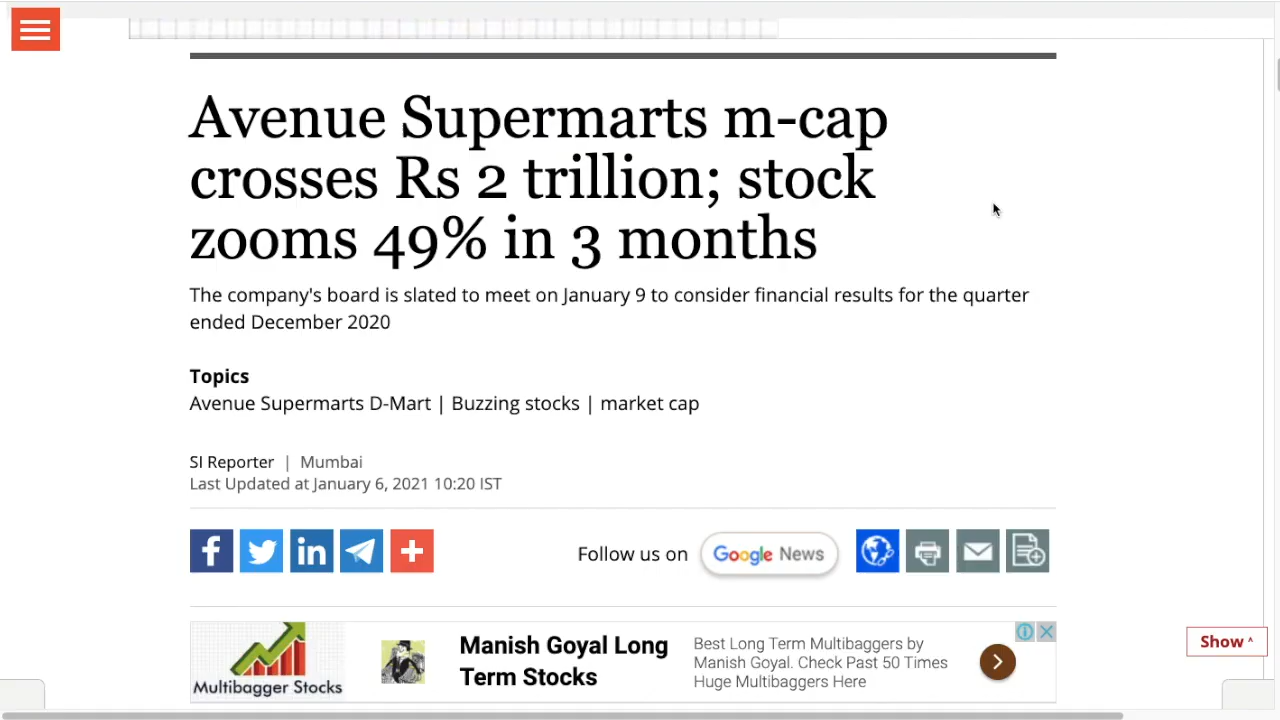 Avenue Supermarts m-cap
crosses Rs 2 trillion; stock
zooms 49% in 3 months
The company's board is slated to meet on January 9 to consider financial results for the quarter
ended December 2020
Topics
Avenue Supermarts D-Mart | Buzzing stocks | market cap
SI Reporter | Mumbai
Last Updated at January 6, 2021 10:20 IST
Follow us on Google News
Multibagger Stocks
Manish Goyal Long
Term Stocks
Best Long Term Multibaggers by
Manish Goyal. Check Past 50 Times
Huge Multibaggers Here
Show ^